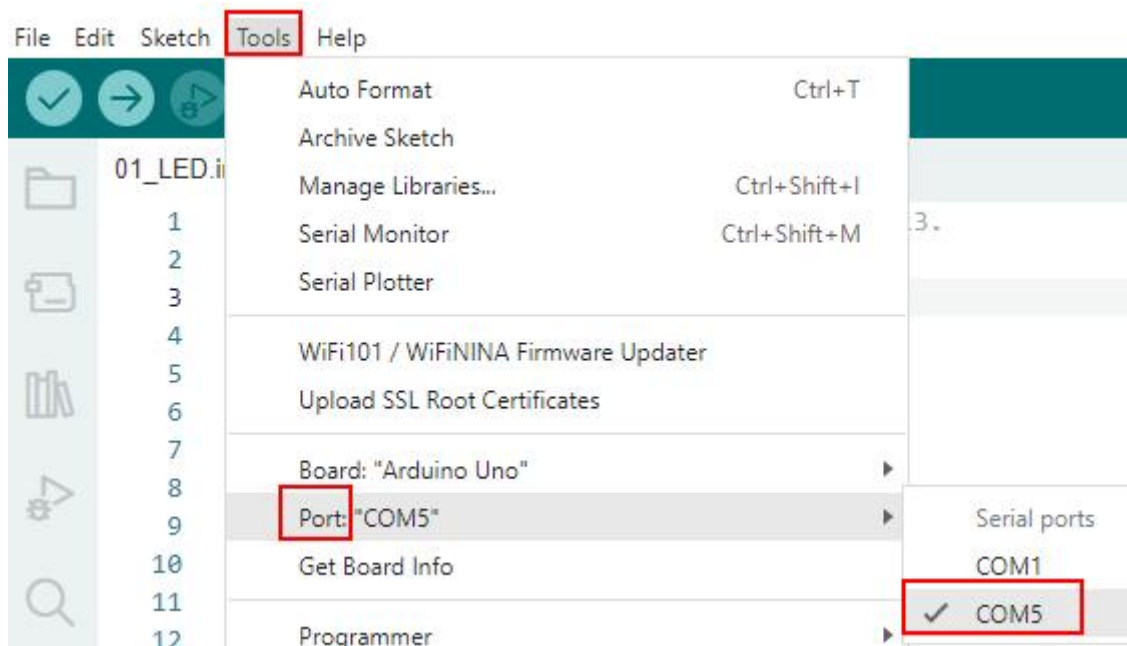 File Edit Sketch Tools Help
Auto Format Ctrl+T
Archive Sketch
01_LED.i
Manage Libraries... Ctrl+Shift+I
1
3.
Serial Monitor Ctrl+Shift+M
2
Serial Plotter
3
4
WiFi101 / WiFiNINA Firmware Updater
5
Upload SSL Root Certificates
6
7
Board: "Arduino Uno"
8
Port: "COM5"
Serial ports
9
Get Board Info
COM1
10
11
COM5
Programmer
12